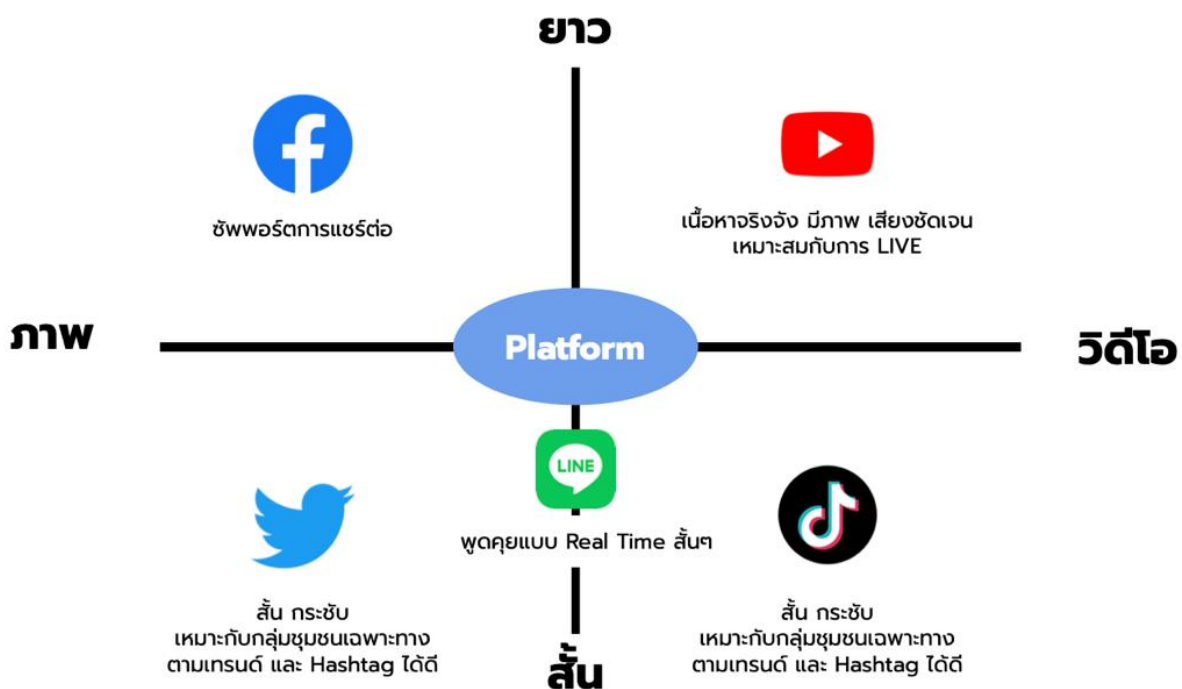 ยาว
ซัพพอร์ตการแชร์ต่อ
เนื้อหาจริงจัง มีภาพ เสียงชัดเจน
เหมาะสมกับการ LIVE
ภาพ
Platform
วิดีโอ
LINE
พูดคุยแบบ Real Time สั้นๆ
สั้น กระชับ
เหมาะกับกลุ่มชุมชนเฉพาะทาง
ตามเทรนด์ และ Hashtag ได้ดี
สั้น กระชับ
เหมาะกับกลุ่มชุมชนเฉพาะทาง
ตามเทรนด์ และ Hashtag ได้ดี
สั้น